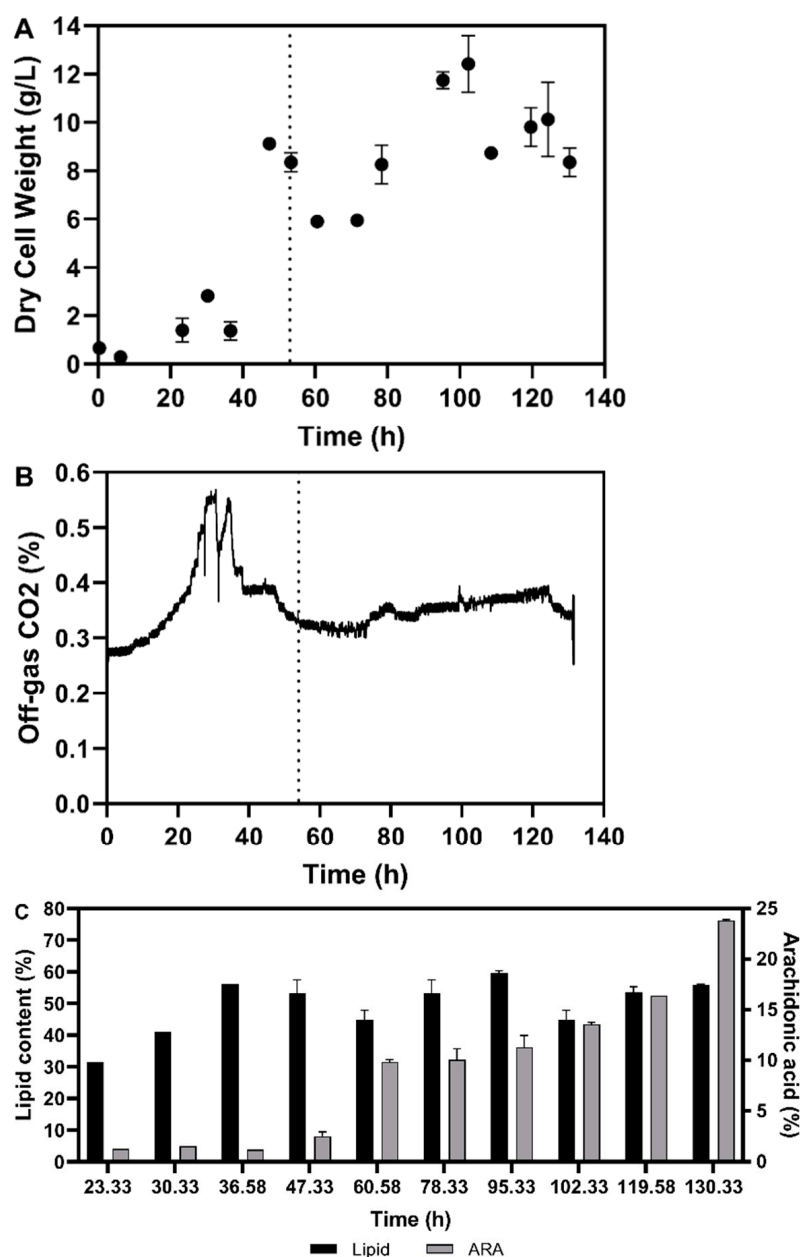 A
Dry Cell Weight (g/L)
14
12
10
8
6
4
2
0
0 20 40 60 80 100 120 140
Time (h)
B
Off-gas CO2 (%)
0.6
0.5
0.4
0.3
0.2
0.1
0.0
0 20 40 60 80 100 120 140
Time (h)
C
Lipid content (%)
80
70
60
50
40
30
20
10
0
25
20
15
10
5
0
Arachidonic acid (%)
23.33 30.33 36.58 47.33 60.58 78.33 95.33 102.33 119.58 130.33
Time (h)
Lipid ARA